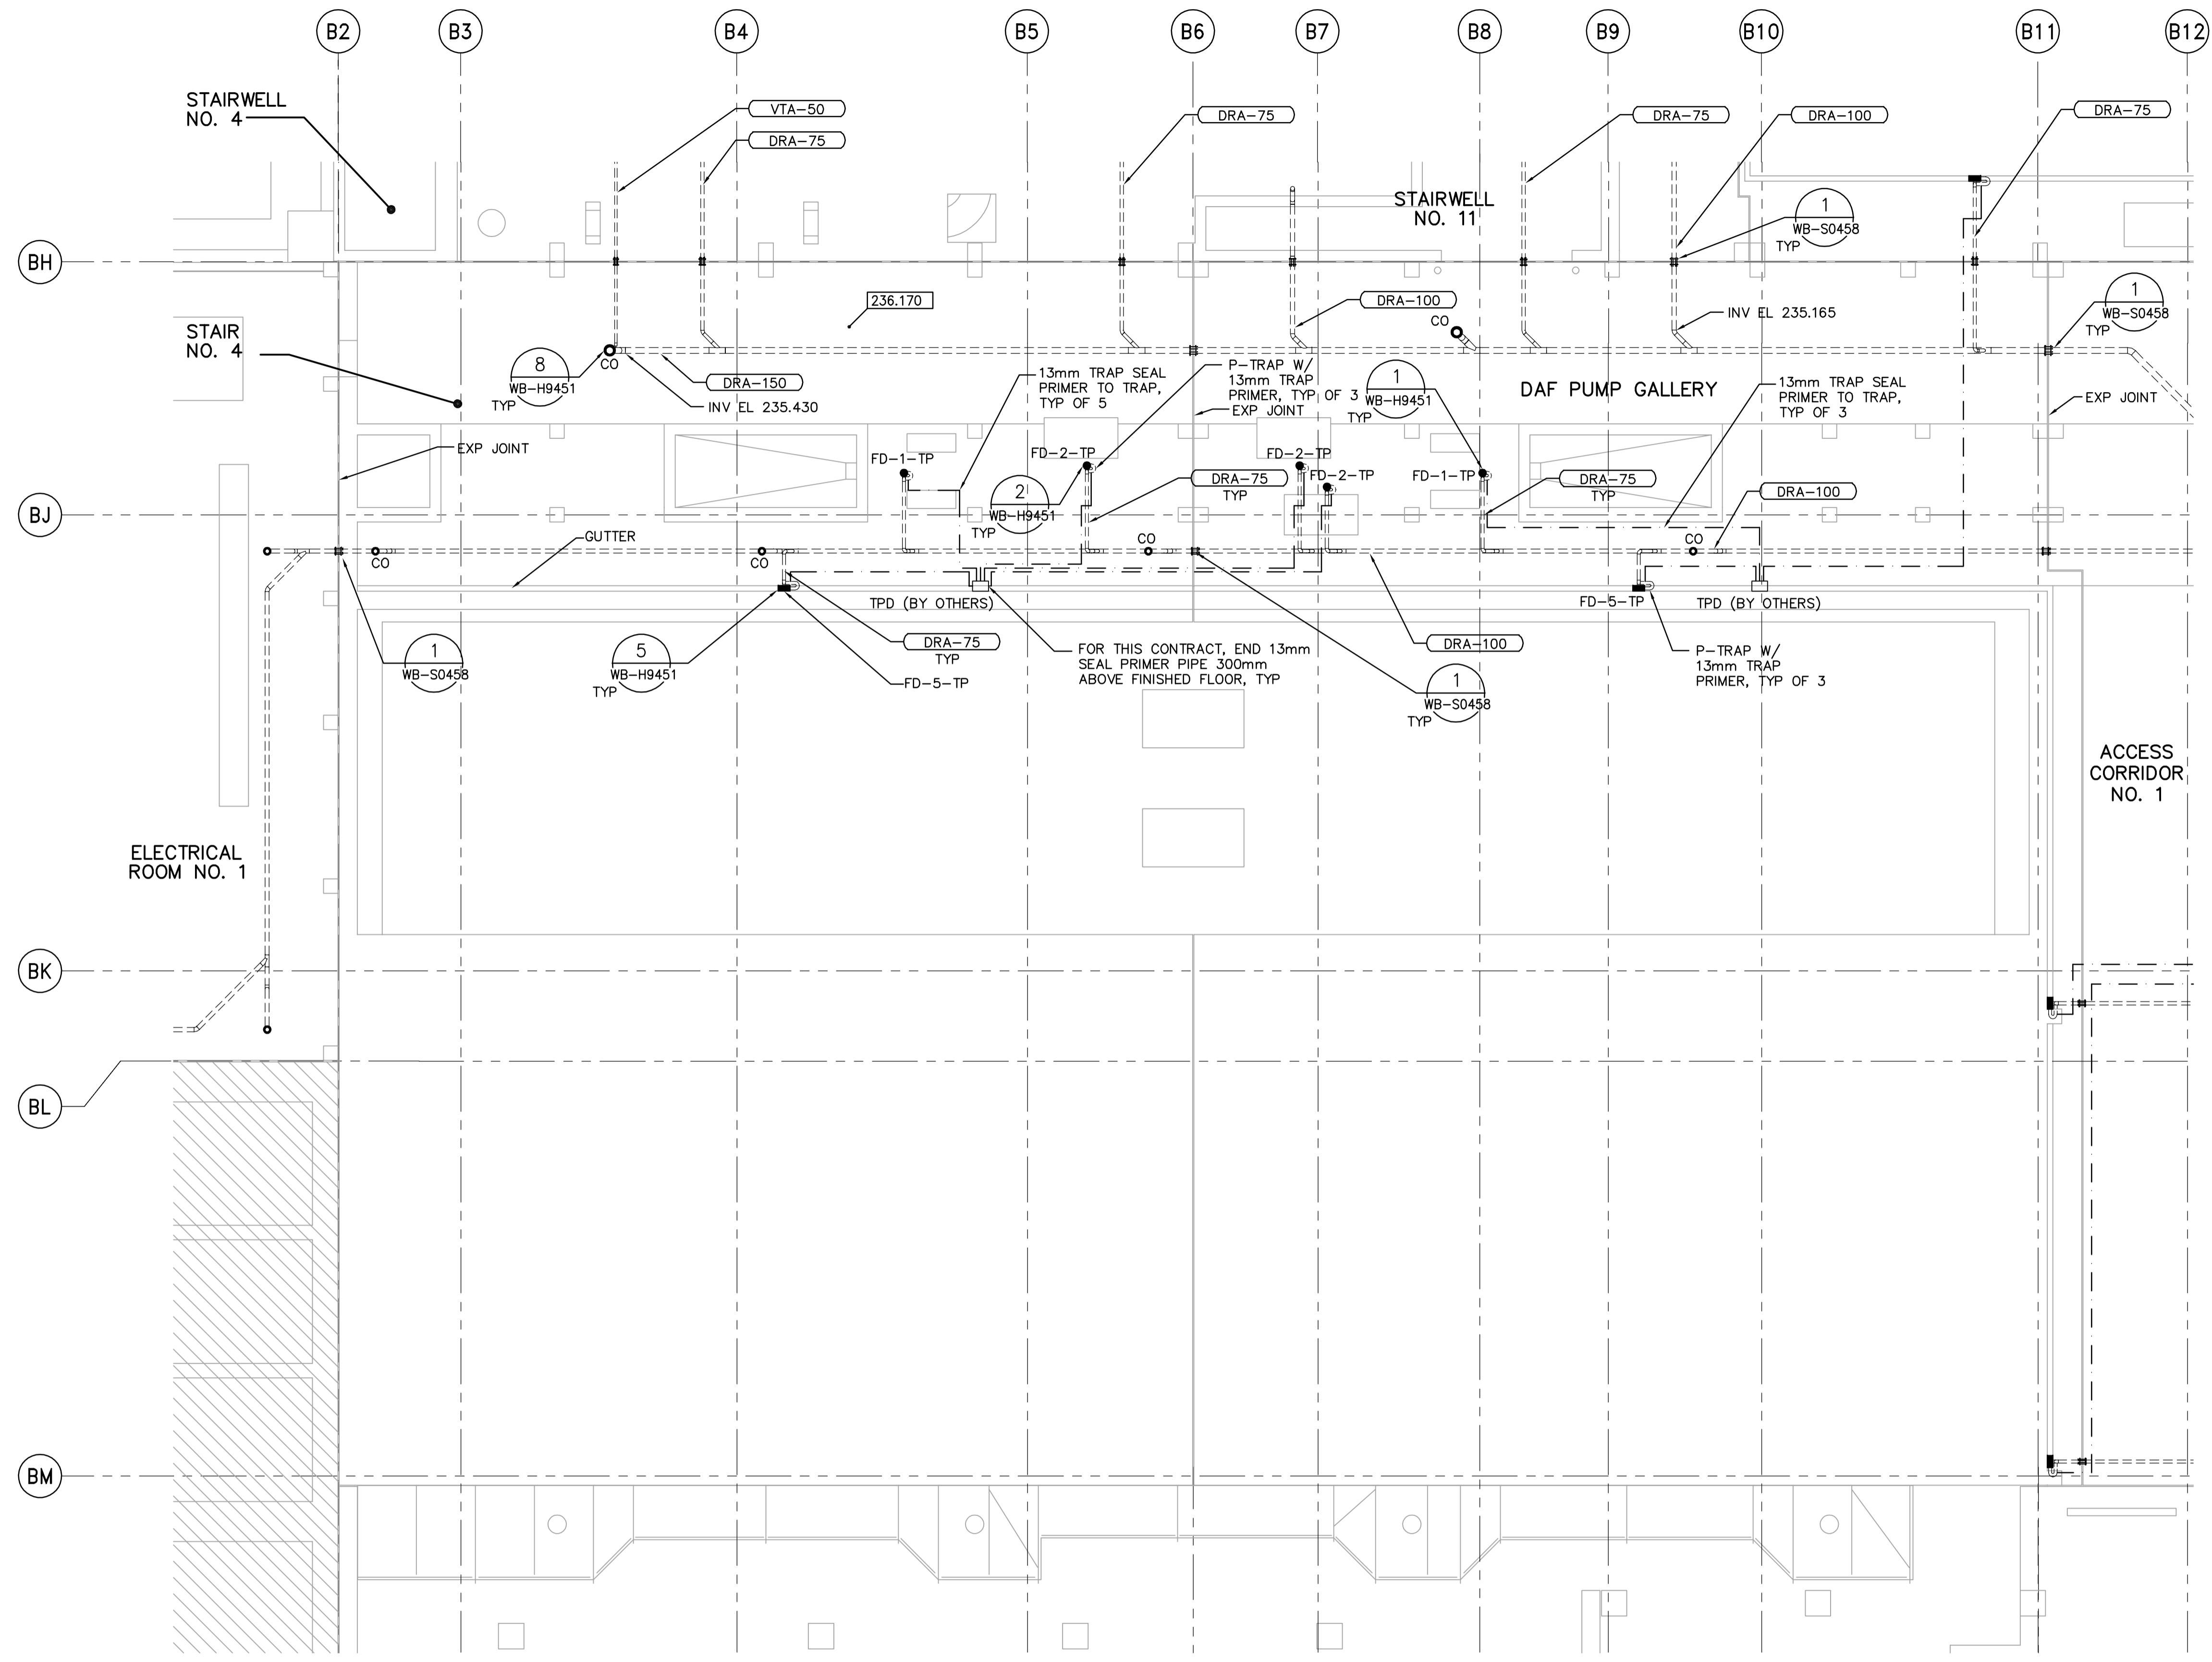 B2
B3
B4
B5
B6
B7
B8
B9
B10
B11
B12
STAIRWELL
NO. 4
VTA-50
DRA-75
DRA-75
DRA-75
DRA-100
DRA-75
STAIRWELL
NO. 11
1
WB-S0458
TYP
BH
236.170
DRA-100
CO
INV EL 235.165
1
WB-S0458
TYP
STAIR
NO. 4
8
WB-H9451
TYP
CO
DRA-150
INV EL 235.430
13mm TRAP SEAL
PRIMER TO TRAP,
TYP OF 5
P-TRAP W/
13mm TRAP
PRIMER, TYP OF 3
EXP JOINT
1
WB-H9451
TYP
DAF PUMP GALLERY
13mm TRAP SEAL
PRIMER TO TRAP,
TYP OF 3
EXP JOINT
EXP JOINT
FD-1-TP
FD-2-TP
FD-2-TP
FD-2-TP
FD-1-TP
DRA-75
TYP
DRA-75
TYP
DRA-100
2
WB-H9451
TYP
BJ
GUTTER
CO
CO
CO
CO
TPD (BY OTHERS)
FD-5-TP
TPD (BY OTHERS)
1
WB-S0458
5
WB-H9451
TYP
DRA-75
TYP
FD-5-TP
FOR THIS CONTRACT, END 13mm
SEAL PRIMER PIPE 300mm
ABOVE FINISHED FLOOR, TYP
DRA-100
1
WB-S0458
TYP
P-TRAP W/
13mm TRAP
PRIMER, TYP OF 3
ACCESS
CORRIDOR
NO. 1
ELECTRICAL
ROOM NO. 1
BK
BL
BM